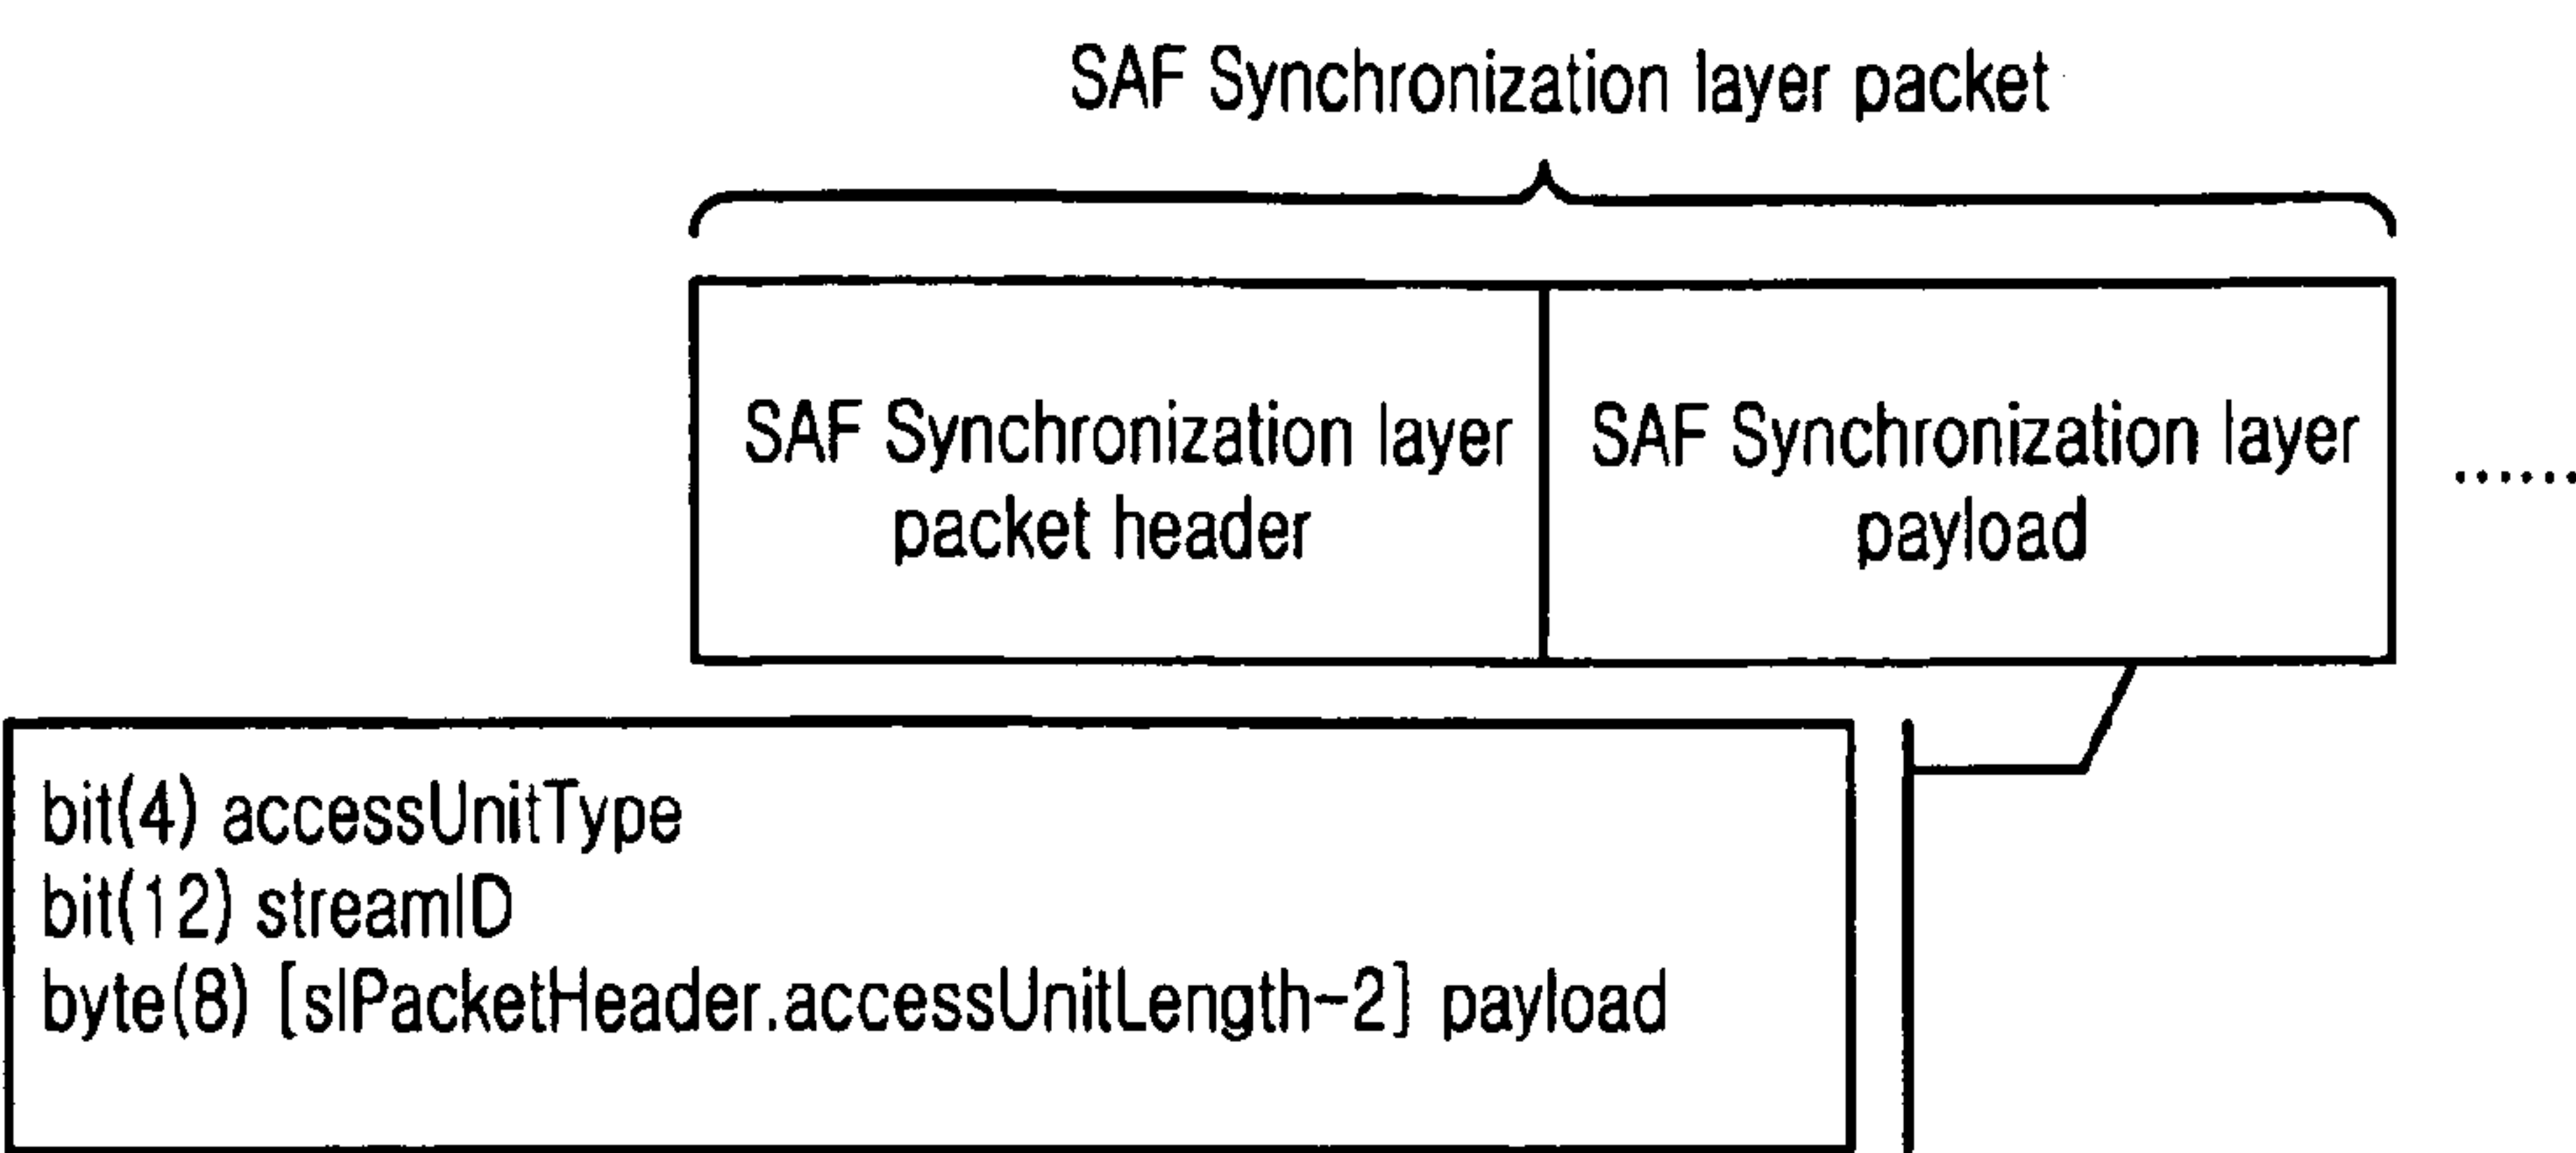 SAF Synchronization layer packet
SAF Synchronization layer
packet header
SAF Synchronization layer
payload
......
bit(4) accessUnitType
bit(12) streamID
byte(8) [slPacketHeader.accessUnitLength-2] payload